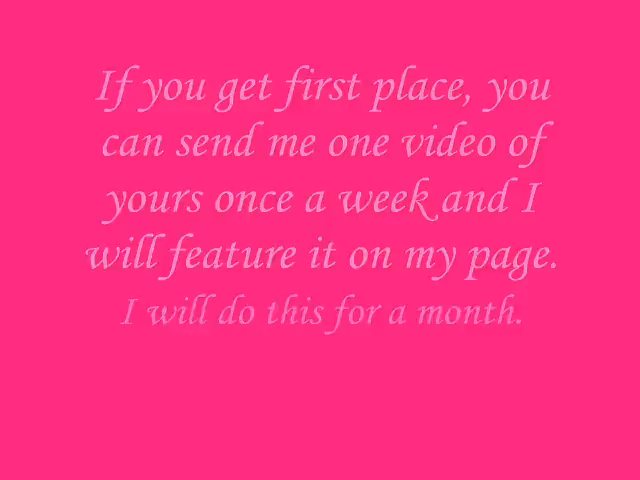 If you get first place, you
can send me one video of
yours once a week and I
will feature it on my page.
I will do this for a month.